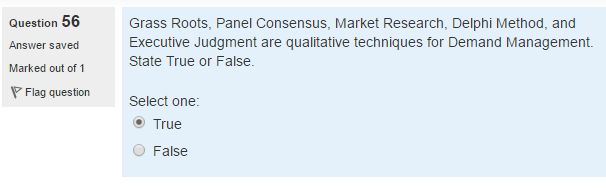 Question 56
Answer saved
Marked out of 1
Flag question
Grass Roots, Panel Consensus, Market Research, Delphi Method, and
Executive Judgment are qualitative techniques for Demand Management.
State True or False.
Select one:
True
False